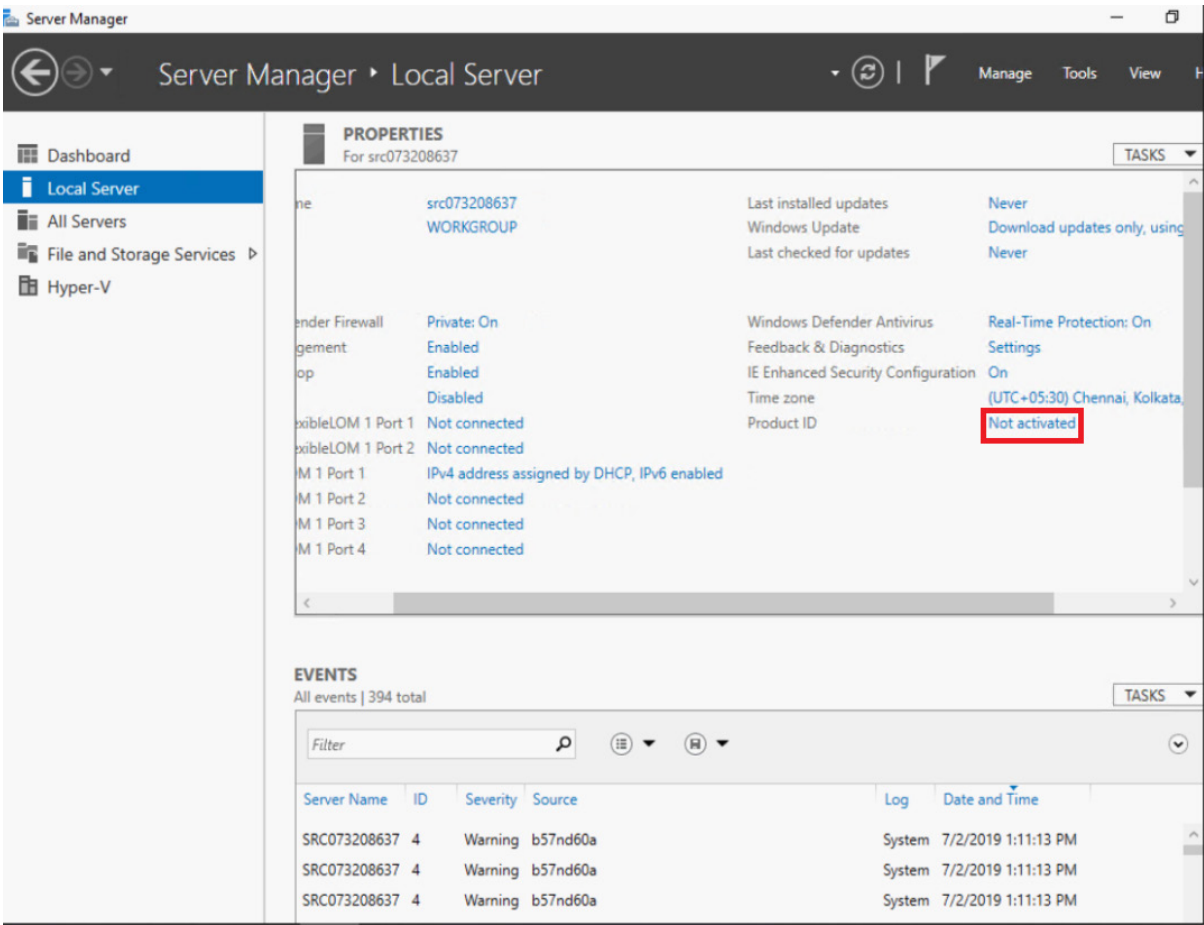 Server Manager
Server Manager • Local Server
Manage Tools View H
Dashboard
Local Server
All Servers
File and Storage Services
Hyper-V
PROPERTIES
For src073208637
TASKS
me src073208637 Last installed updates Never
WORKGROUP Windows Update Download updates only, using
Last checked for updates Never
ender Firewall Private: On Windows Defender Antivirus Real-Time Protection: On
gement Enabled Feedback & Diagnostics Settings
op Enabled IE Enhanced Security Configuration On
Disabled Time zone (UTC+05:30) Chennai, Kolkata,
exibleLOM 1 Port 1 Not connected Product ID Not activated
exibleLOM 1 Port 2 Not connected
M 1 Port 1 IPv4 address assigned by DHCP, IPv6 enabled
M 1 Port 2 Not connected
M 1 Port 3 Not connected
M 1 Port 4 Not connected
EVENTS
All events | 394 total
TASKS
Filter
Server Name ID Severity Source Log Date and Time
SRC073208637 4 Warning b57nd60a System 7/2/2019 1:11:13 PM
SRC073208637 4 Warning b57nd60a System 7/2/2019 1:11:13 PM
SRC073208637 4 Warning b57nd60a System 7/2/2019 1:11:13 PM